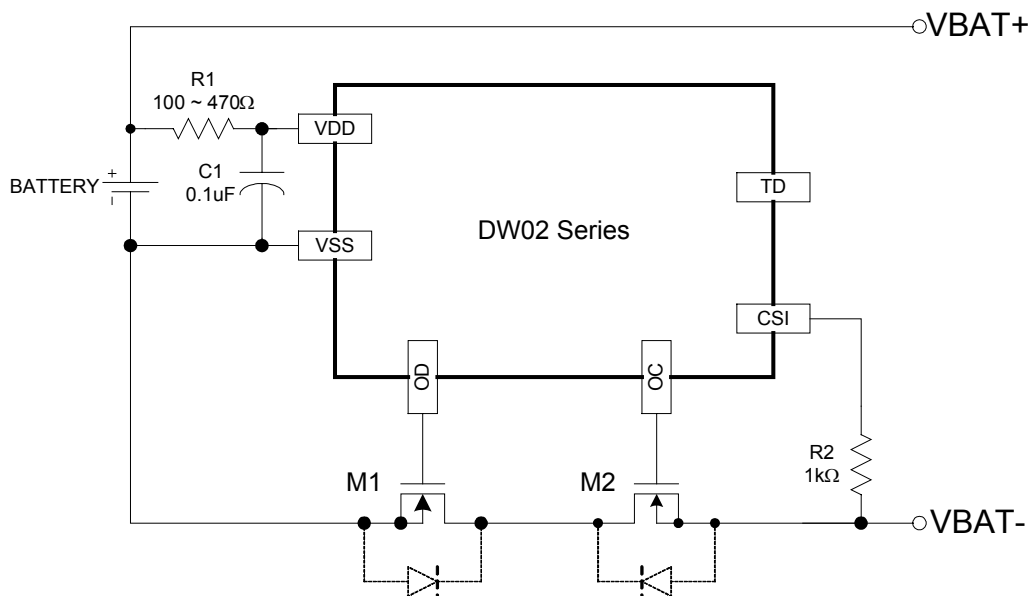 VBAT+
R1
100 ~ 470Ω
VDD
BATTERY
+
-
C1
0.1uF
TD
VSS
DW02 Series
CSI
OD
OC
R2
1kΩ
M1
M2
VBAT-